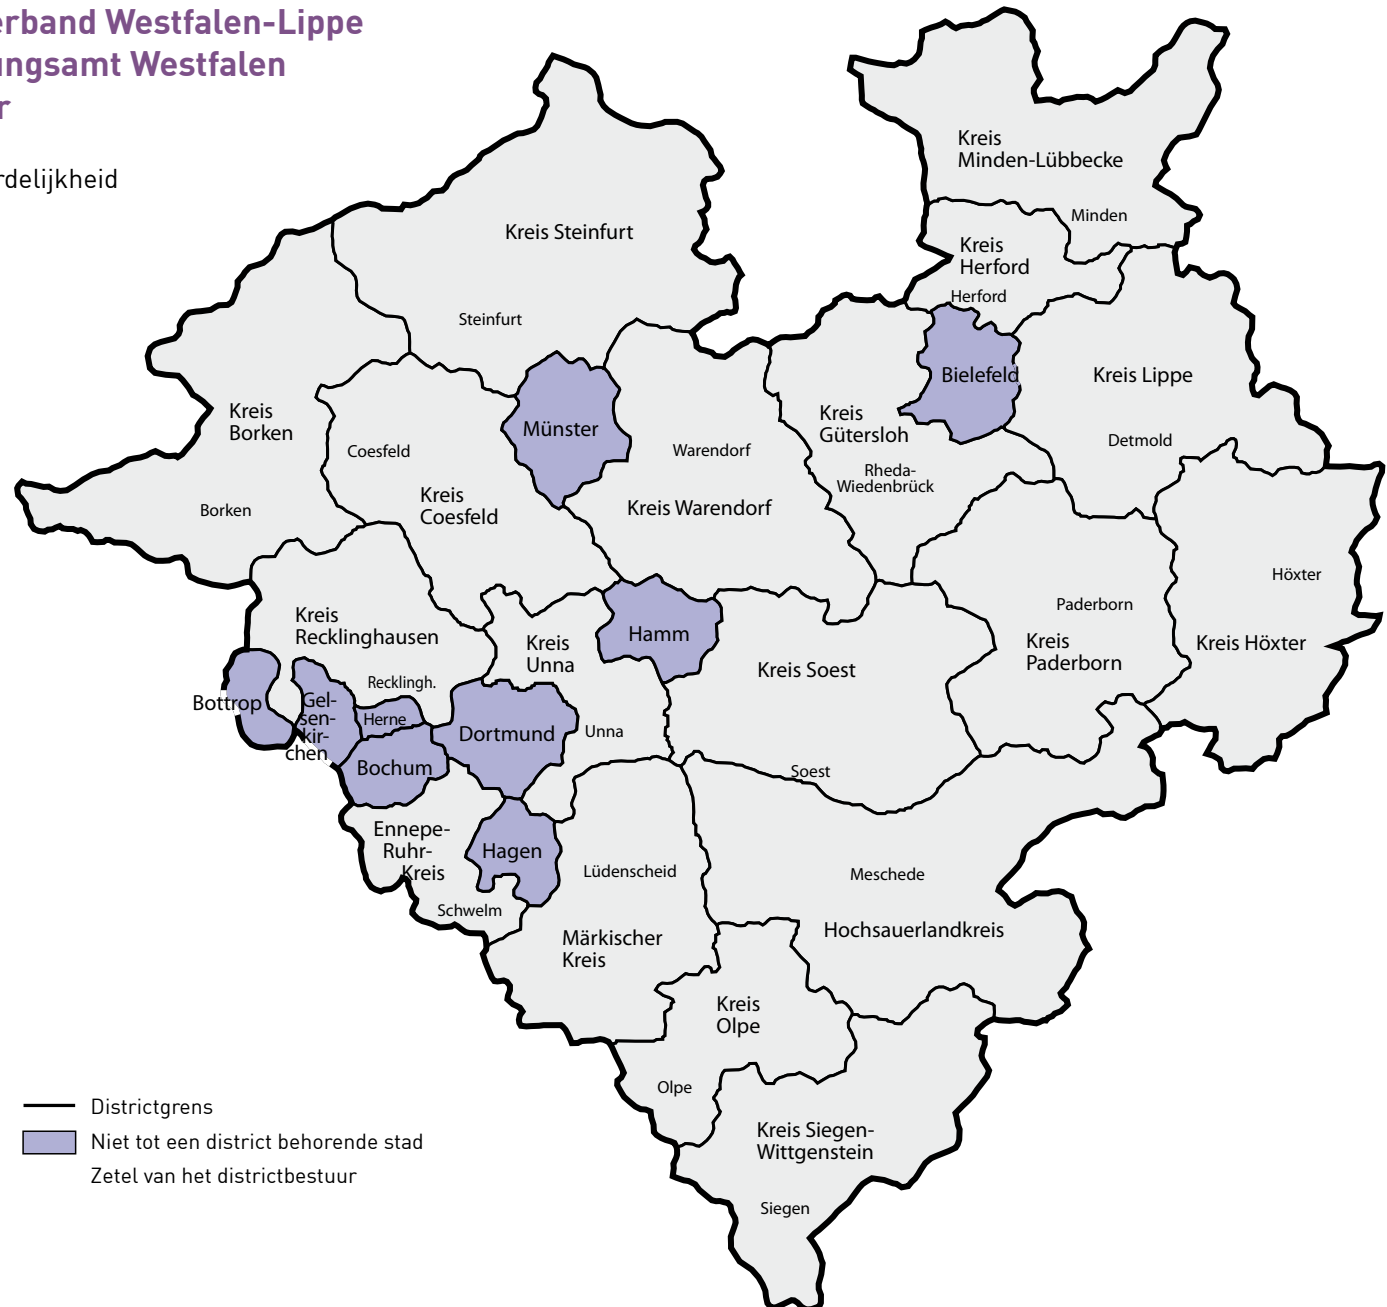 erband Westfalen-Lippe
ungsamt Westfalen
r
rdelijkheid
Kreis
Minden-Lübbecke
Minden
Kreis Steinfurt
Kreis
Herford
Herford
Steinfurt
Bielefeld
Kreis Lippe
Kreis
Borken
Münster
Kreis
Gütersloh
Coesfeld
Warendorf
Detmold
Rheda-
Wiedenbrück
Kreis
Coesfeld
Borken
Kreis Warendorf
Höxter
Paderborn
Kreis
Recklinghausen
Kreis
Unna
Hamm
Kreis Soest
Kreis
Paderborn
Kreis Höxter
Recklingh.
Bottrop
Gel-
sen-
kir-
chen
Herne
Dortmund
Unna
Bochum
Soest
Ennepe-
Ruhr-
Kreis
Hagen
Lüdenscheid
Meschede
Schwelm
Hochsauerlandkreis
Märkischer
Kreis
Kreis
Olpe
Olpe
Districtgrens
Niet tot een district behorende stad
Zetel van het districtbestuur
Kreis Siegen-
Wittgenstein
Siegen